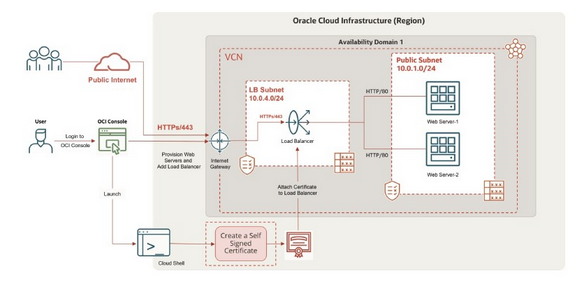 Oracle Cloud Infrastructure (Region)
Availability Domain 1
VCN
Public Subnet
10.0.1.0/24
Public Internet
LB Subnet
10.0.4.0/24
HTTP/80
User
OCI Console
HTTPs/443
HTTPs/443
Web Server-1
Login to
OCI Console
Load Balancer
Provision Web
Servers and
Add Load Balancer
Internet
Gateway
HTTP/80
Web Server-2
Launch
Attach Certificate
to Load Balancer
Create a Self
Signed
Certificate
>_
Cloud Shell